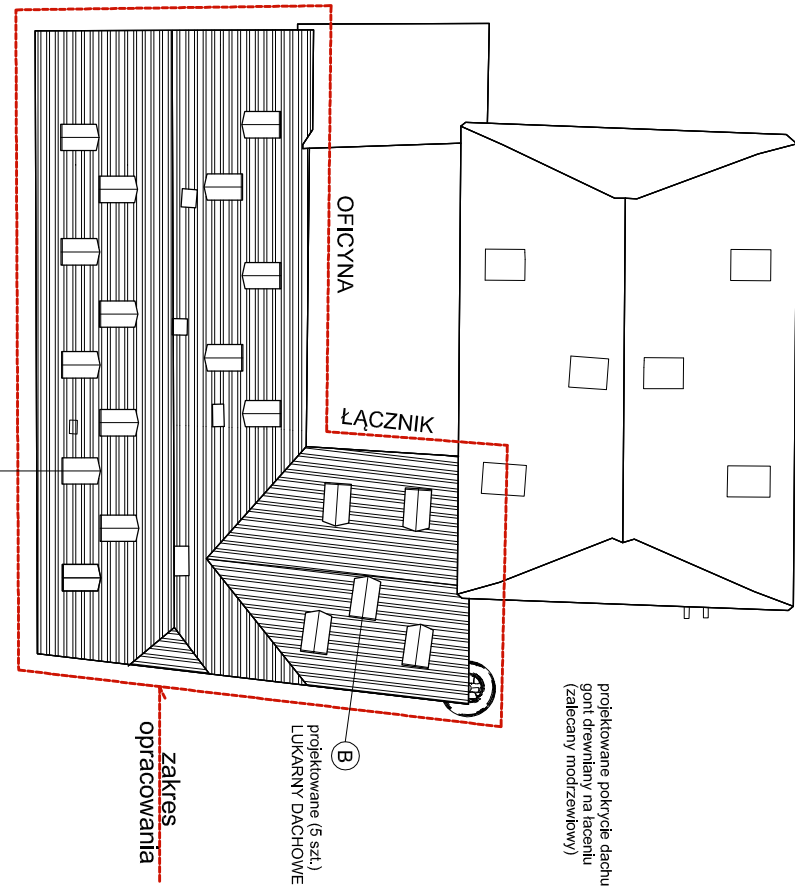 OFICYNA
ŁĄCZNIK
projektowane pokrycie dachu
gont drewniany na łaceniu
(zalecany modrzewiowy)
B
projektowane (5 szt.)
LUKARNY DACHOWE
zakres
opracowania